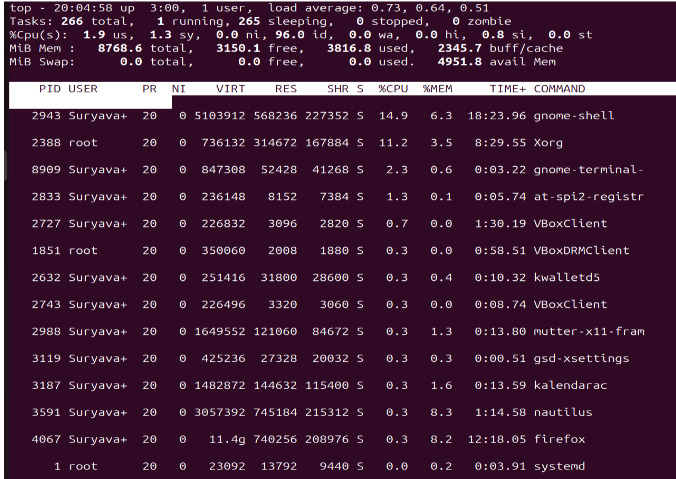 top - 20:04:58 up  3:00,  1 user,  load average: 0.73, 0.64, 0.51
Tasks: 266 total,   1 running, 265 sleeping,   0 stopped,   0 zombie
%Cpu(s):  1.9 us,  1.3 sy,  0.0 ni, 96.0 id,  0.0 wa,  0.0 hi,  0.8 si,  0.0 st
MiB Mem :   8768.6 total,   3150.1 free,   3816.8 used,   2345.7 buff/cache
MiB Swap:      0.0 total,      0.0 free,      0.0 used.   4951.8 avail Mem
PID USER PR NI VIRT RES SHR S %CPU %MEM TIME+ COMMAND
2943 Suryava+ 20 0 5103912 568236 227352 S 14.9 6.3 18:23.96 gnome-shell
2388 root 20 0 736132 314672 167884 S 11.2 3.5 8:29.55 Xorg
8909 Suryava+ 20 0 847308 52428 41268 S 2.3 0.6 0:03.22 gnome-terminal-
2833 Suryava+ 20 0 236148 8152 7384 S 1.3 0.1 0:05.74 at-spi2-registr
2727 Suryava+ 20 0 226832 3096 2820 S 0.7 0.0 1:30.19 VBoxClient
1851 root 20 0 350060 2008 1880 S 0.3 0.0 0:58.51 VBoxDRMClient
2632 Suryava+ 20 0 251416 31800 28600 S 0.3 0.4 0:10.32 kwalletd5
2743 Suryava+ 20 0 226496 3320 3060 S 0.3 0.0 0:08.74 VBoxClient
2988 Suryava+ 20 0 1649552 121060 84672 S 0.3 1.3 0:13.80 mutter-x11-fram
3119 Suryava+ 20 0 425236 27328 20032 S 0.3 0.3 0:00.51 gsd-xsettings
3187 Suryava+ 20 0 1482872 144632 115400 S 0.3 1.6 0:13.59 kalendarac
3591 Suryava+ 20 0 3057392 745184 215312 S 0.3 8.3 1:14.58 nautilus
4067 Suryava+ 20 0 11.4g 740256 208976 S 0.3 8.2 12:18.05 firefox
1 root 20 0 23092 13792 9440 S 0.0 0.2 0:03.91 systemd